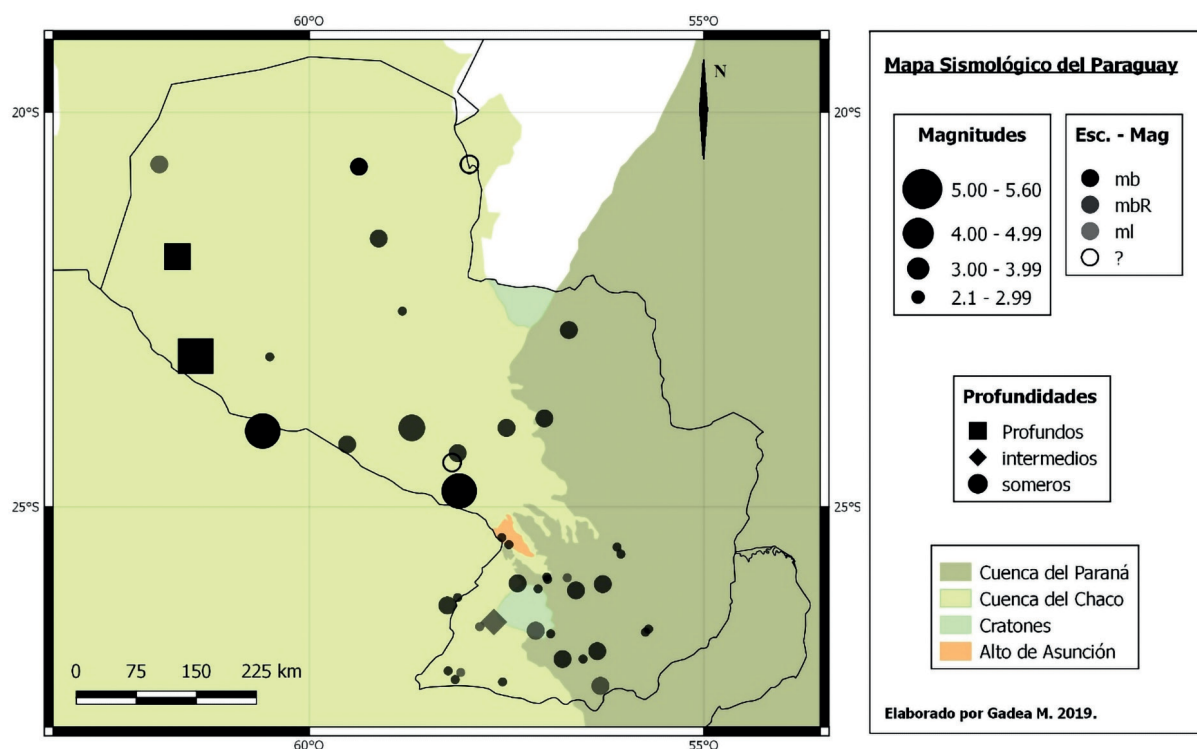 60°O 55°O
N
20°S 20°S
25°S 25°S
0 75 150 225 km
60°O 55°O
Mapa Sismológico del Paraguay
Magnitudes
5.00 - 5.60
4.00 - 4.99
3.00 - 3.99
2.1 - 2.99
Esc. - Mag
mb
mbR
ml
?
Profundidades
Profundos
intermedios
someros
Cuenca del Paraná
Cuenca del Chaco
Cratones
Alto de Asunción
Elaborado por Gadea M. 2019.